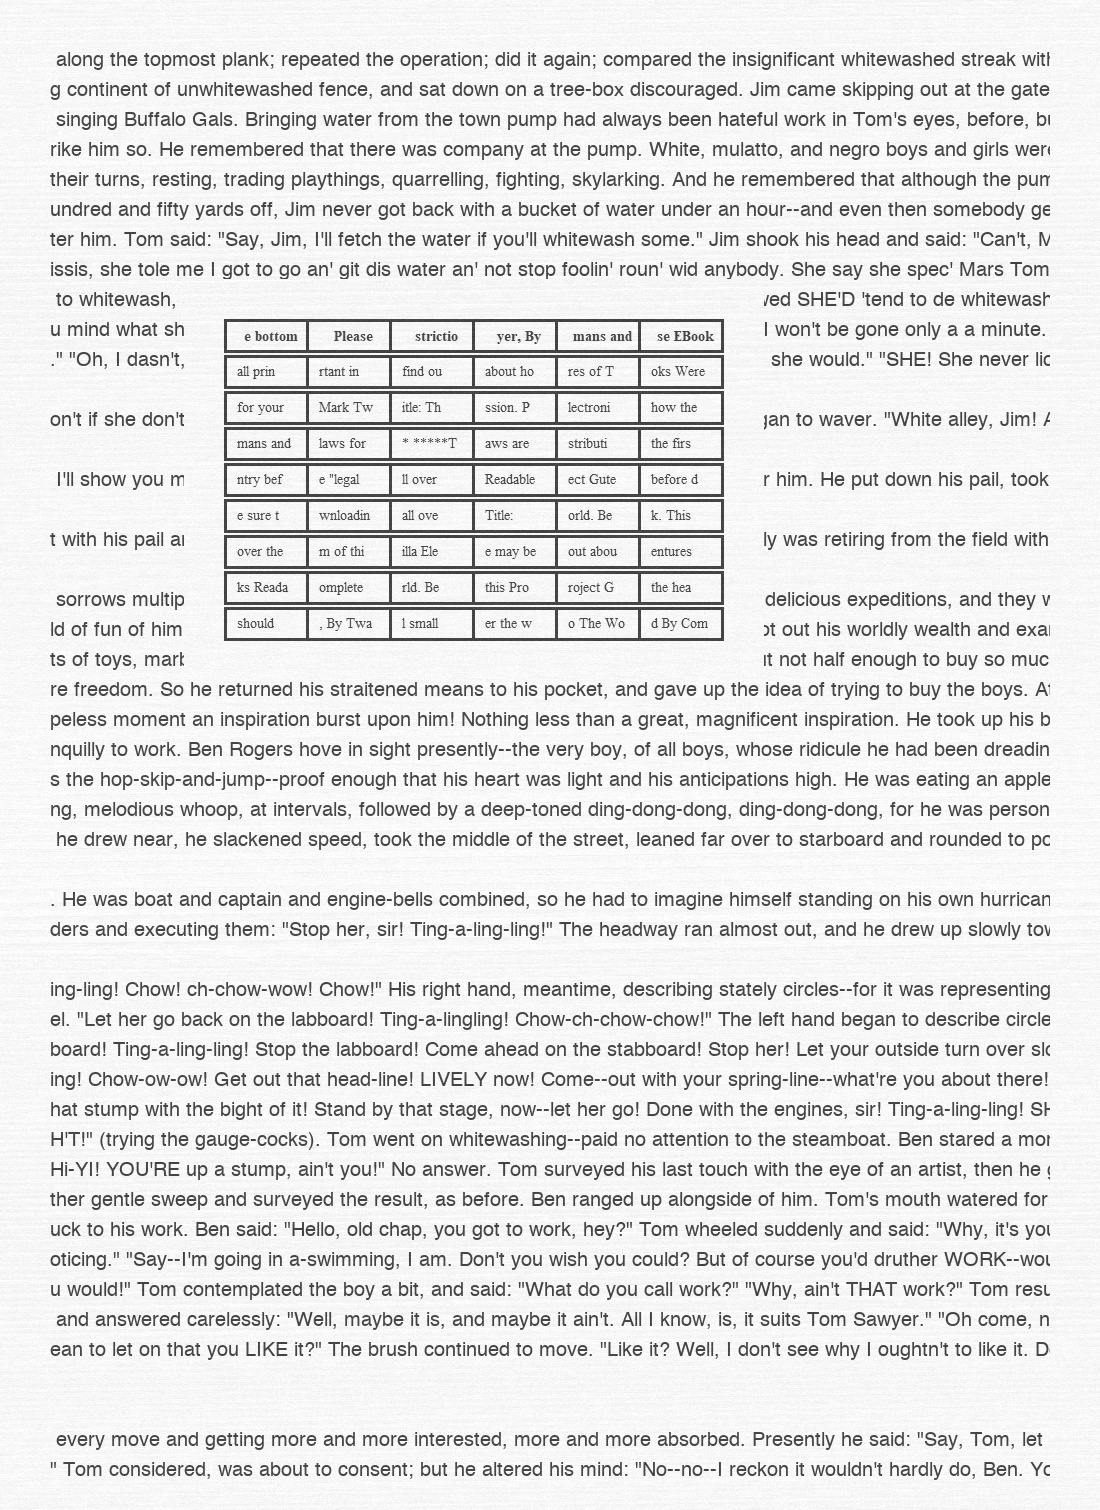 along the topmost plank; repeated the operation; did it again; compared the insignificant whitewashed streak with
g continent of unwhitewashed fence, and sat down on a tree-box discouraged. Jim came skipping out at the gate
singing Buffalo Gals. Bringing water from the town pump had always been hateful work in Tom's eyes, before, bu
rike him so. He remembered that there was company at the pump. White, mulatto, and negro boys and girls were
their turns, resting, trading playthings, quarrelling, fighting, skylarking. And he remembered that although the pum
undred and fifty yards off, Jim never got back with a bucket of water under an hour--and even then somebody ge
ter him. Tom said: "Say, Jim, I'll fetch the water if you'll whitewash some." Jim shook his head and said: "Can't, M
issis, she tole me I got to go an' git dis water an' not stop foolin' roun' wid anybody. She say she spec' Mars Tom
to whitewash, wed SHE'D 'tend to de whitewash
u mind what sh I won't be gone only a a minute.
." "Oh, I dasn't, she would." "SHE! She never lic
on't if she don't gan to waver. "White alley, Jim! A
I'll show you m r him. He put down his pail, took
t with his pail an ly was retiring from the field with
sorrows multip delicious expeditions, and they w
ld of fun of him ot out his worldly wealth and exa
ts of toys, marb ut not half enough to buy so muc
e bottom Please strictio yer, By mans and se EBook
all prin rtant in find ou about ho res of T oks Were
for your Mark Tw itle: Th ssion. P lectroni how the
mans and laws for * *****T aws are stributi the firs
ntry bef e "legal ll over Readable ect Gute before d
e sure t wnloadin all ove Title: orld. Be k. This
over the m of thi illa Ele e may be out abou entures
ks Reada omplete rld. Be this Pro roject G the hea
should , By Twa l small er the w o The Wo d By Com
re freedom. So he returned his straitened means to his pocket, and gave up the idea of trying to buy the boys. At
peless moment an inspiration burst upon him! Nothing less than a great, magnificent inspiration. He took up his b
nquilly to work. Ben Rogers hove in sight presently--the very boy, of all boys, whose ridicule he had been dreadin
s the hop-skip-and-jump--proof enough that his heart was light and his anticipations high. He was eating an apple
ng, melodious whoop, at intervals, followed by a deep-toned ding-dong-dong, ding-dong-dong, for he was person
he drew near, he slackened speed, took the middle of the street, leaned far over to starboard and rounded to po
. He was boat and captain and engine-bells combined, so he had to imagine himself standing on his own hurrican
ders and executing them: "Stop her, sir! Ting-a-ling-ling!" The headway ran almost out, and he drew up slowly tow
ing-ling! Chow! ch-chow-wow! Chow!" His right hand, meantime, describing stately circles--for it was representing
el. "Let her go back on the labboard! Ting-a-lingling! Chow-ch-chow-chow!" The left hand began to describe circle
board! Ting-a-ling-ling! Stop the labboard! Come ahead on the stabboard! Stop her! Let your outside turn over slo
ing! Chow-ow-ow! Get out that head-line! LIVELY now! Come--out with your spring-line--what're you about there!
hat stump with the bight of it! Stand by that stage, now--let her go! Done with the engines, sir! Ting-a-ling-ling! SH
H'T!" (trying the gauge-cocks). Tom went on whitewashing--paid no attention to the steamboat. Ben stared a mom
Hi-YI! YOU'RE up a stump, ain't you!" No answer. Tom surveyed his last touch with the eye of an artist, then he g
ther gentle sweep and surveyed the result, as before. Ben ranged up alongside of him. Tom's mouth watered for
uck to his work. Ben said: "Hello, old chap, you got to work, hey?" Tom wheeled suddenly and said: "Why, it's you
oticing." "Say--I'm going in a-swimming, I am. Don't you wish you could? But of course you'd druther WORK--wou
u would!" Tom contemplated the boy a bit, and said: "What do you call work?" "Why, ain't THAT work?" Tom resu
and answered carelessly: "Well, maybe it is, and maybe it ain't. All I know, is, it suits Tom Sawyer." "Oh come, n
ean to let on that you LIKE it?" The brush continued to move. "Like it? Well, I don't see why I oughtn't to like it. D
every move and getting more and more interested, more and more absorbed. Presently he said: "Say, Tom, let
" Tom considered, was about to consent; but he altered his mind: "No--no--I reckon it wouldn't hardly do, Ben. Yo